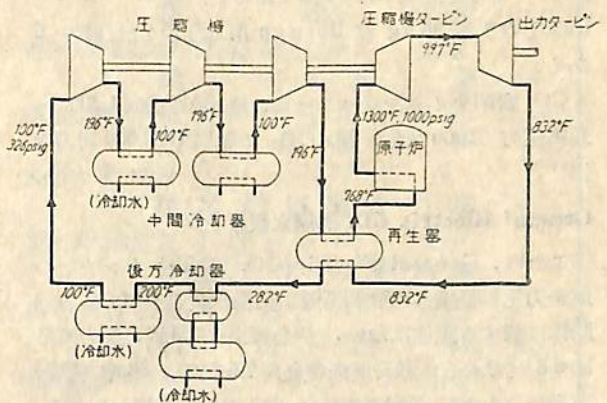 圧縮機
圧縮機タービン
出力タービン
997°F
100°F
326psig
196°F
100°F
196°F
100°F
196°F
1300°F, 1000psig
原子炉
832°F
(冷却水)
中間冷却器
768°F
再生器
後方冷却器
100°F
200°F
282°F
832°F
(冷却水)
(冷却水)